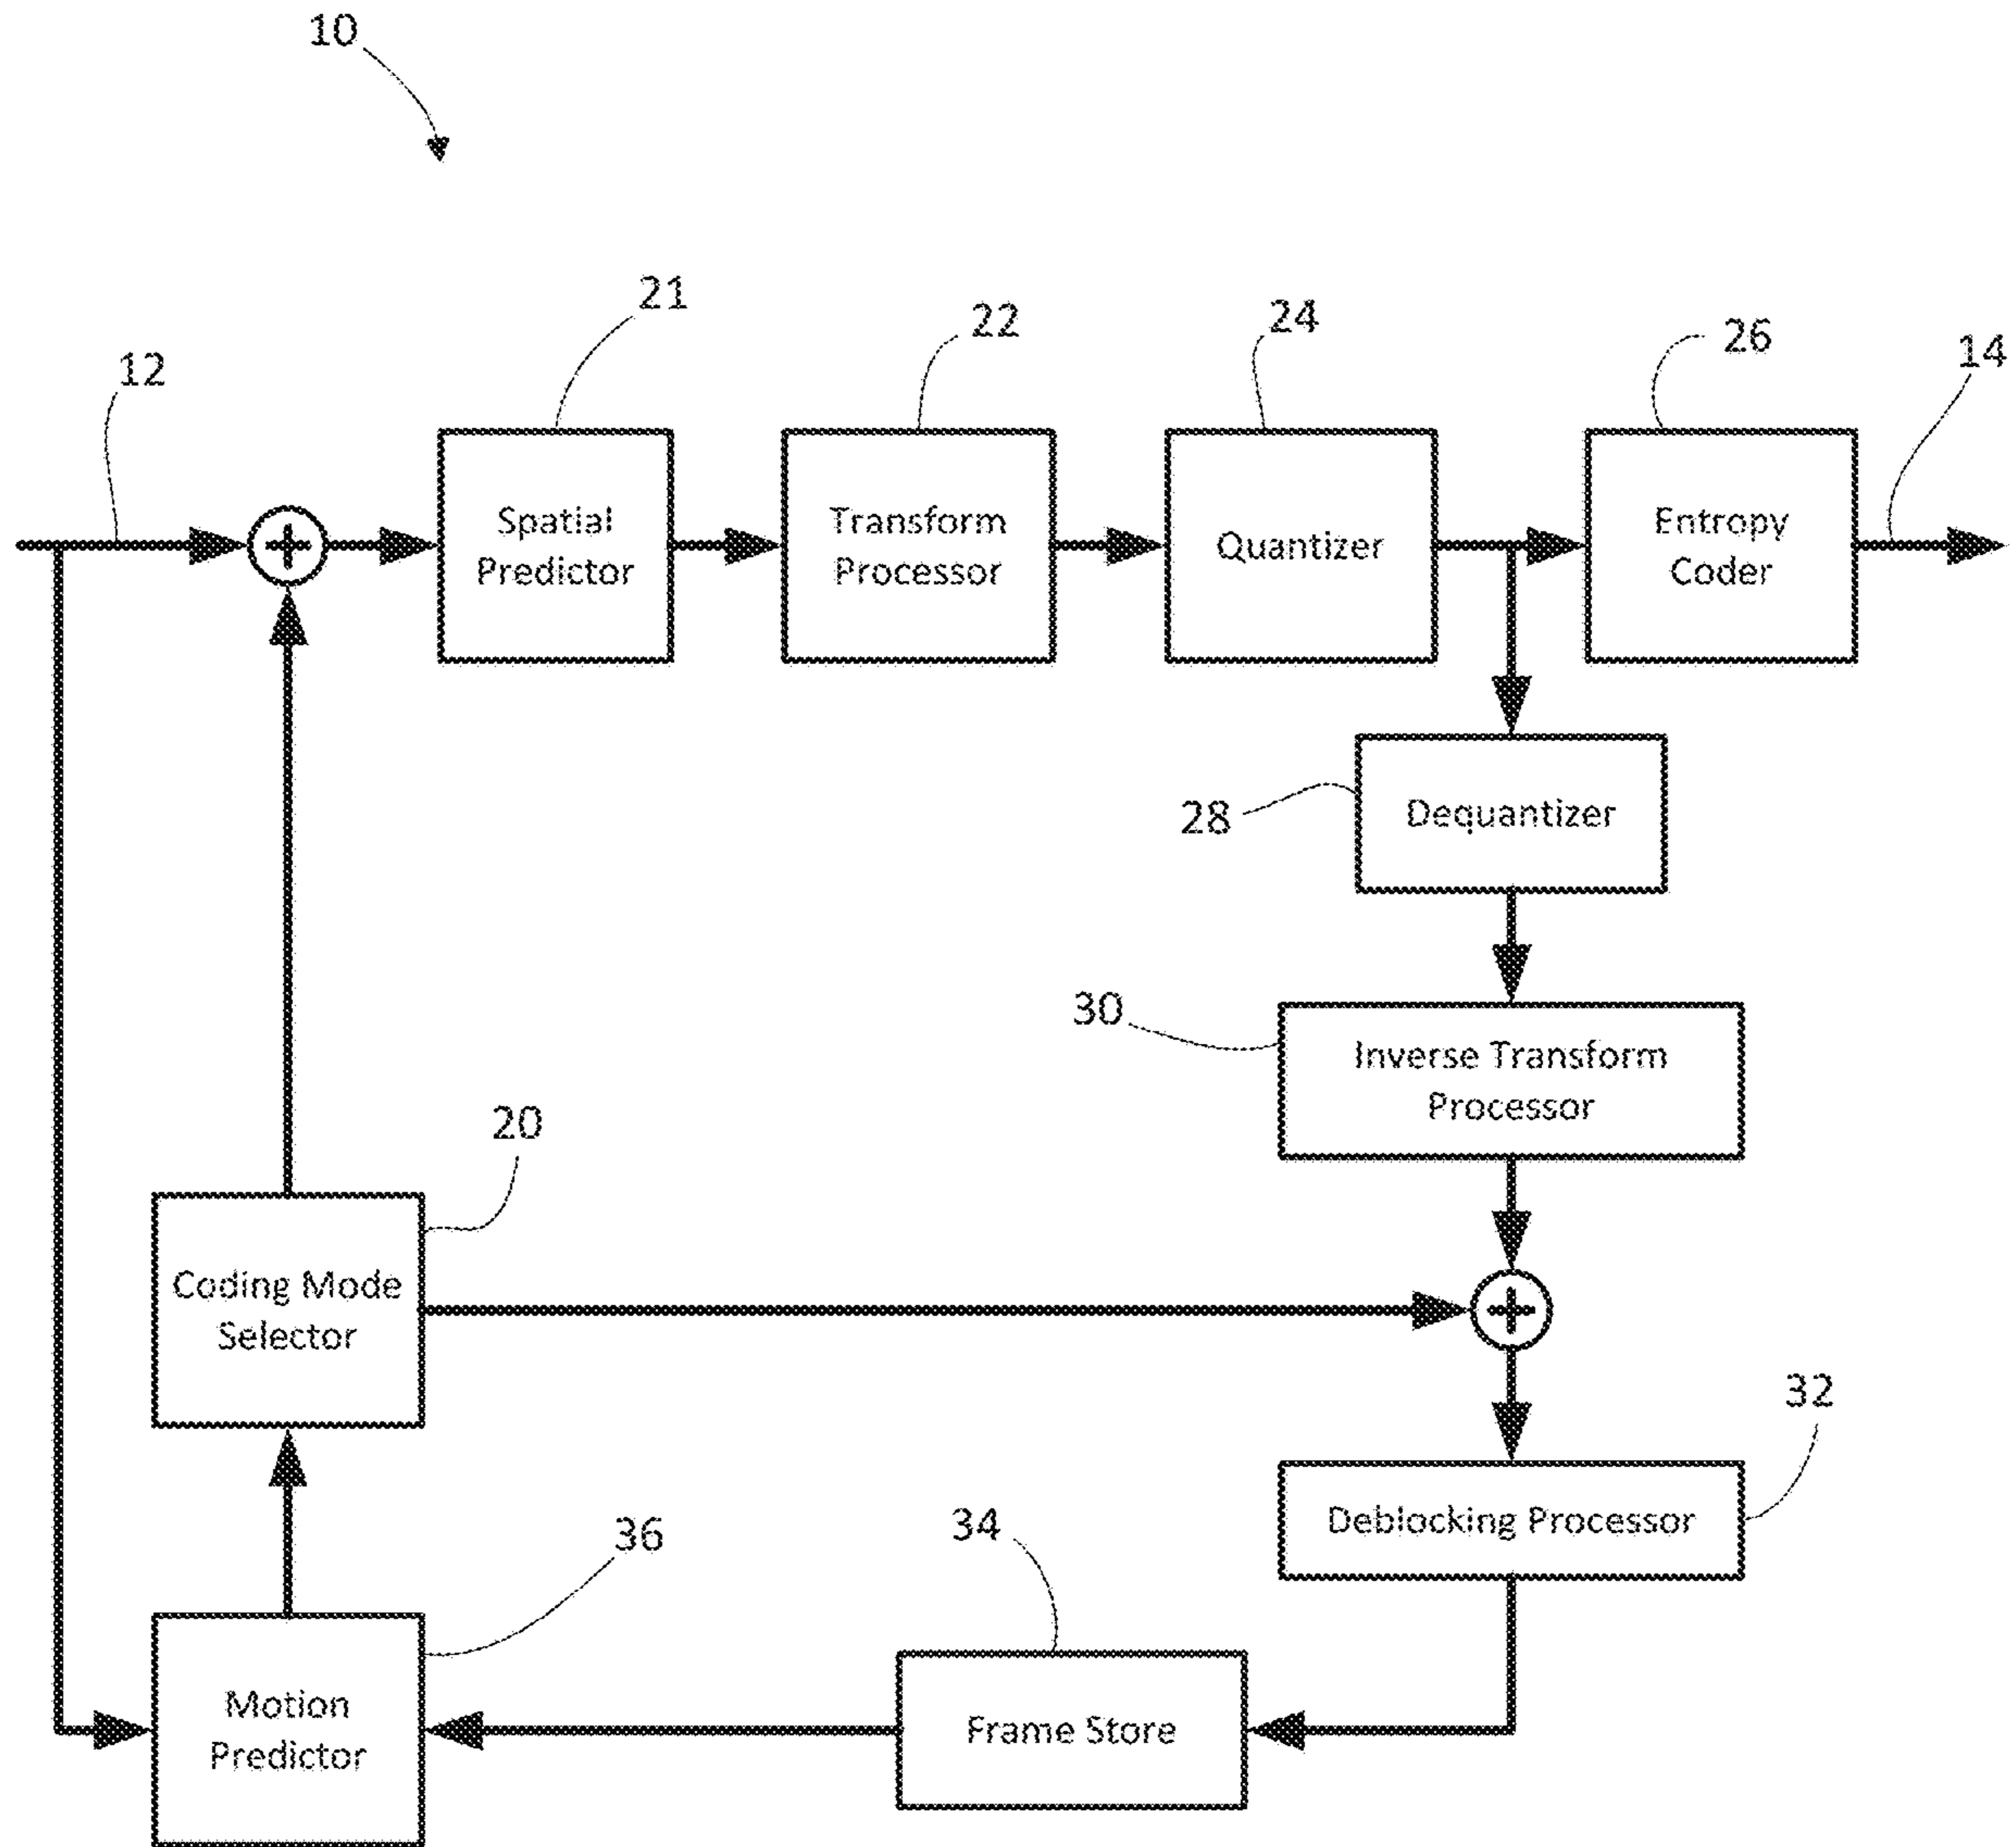 10
21
22
24
26
14
12
Spatial
Predictor
Transform
Processor
Quantizer
Entropy
Coder
28
Dequantizer
30
Inverse Transform
Processor
20
Coding Mode
Selector
32
Deblocking Processor
36
34
Motion
Predictor
Frame Store